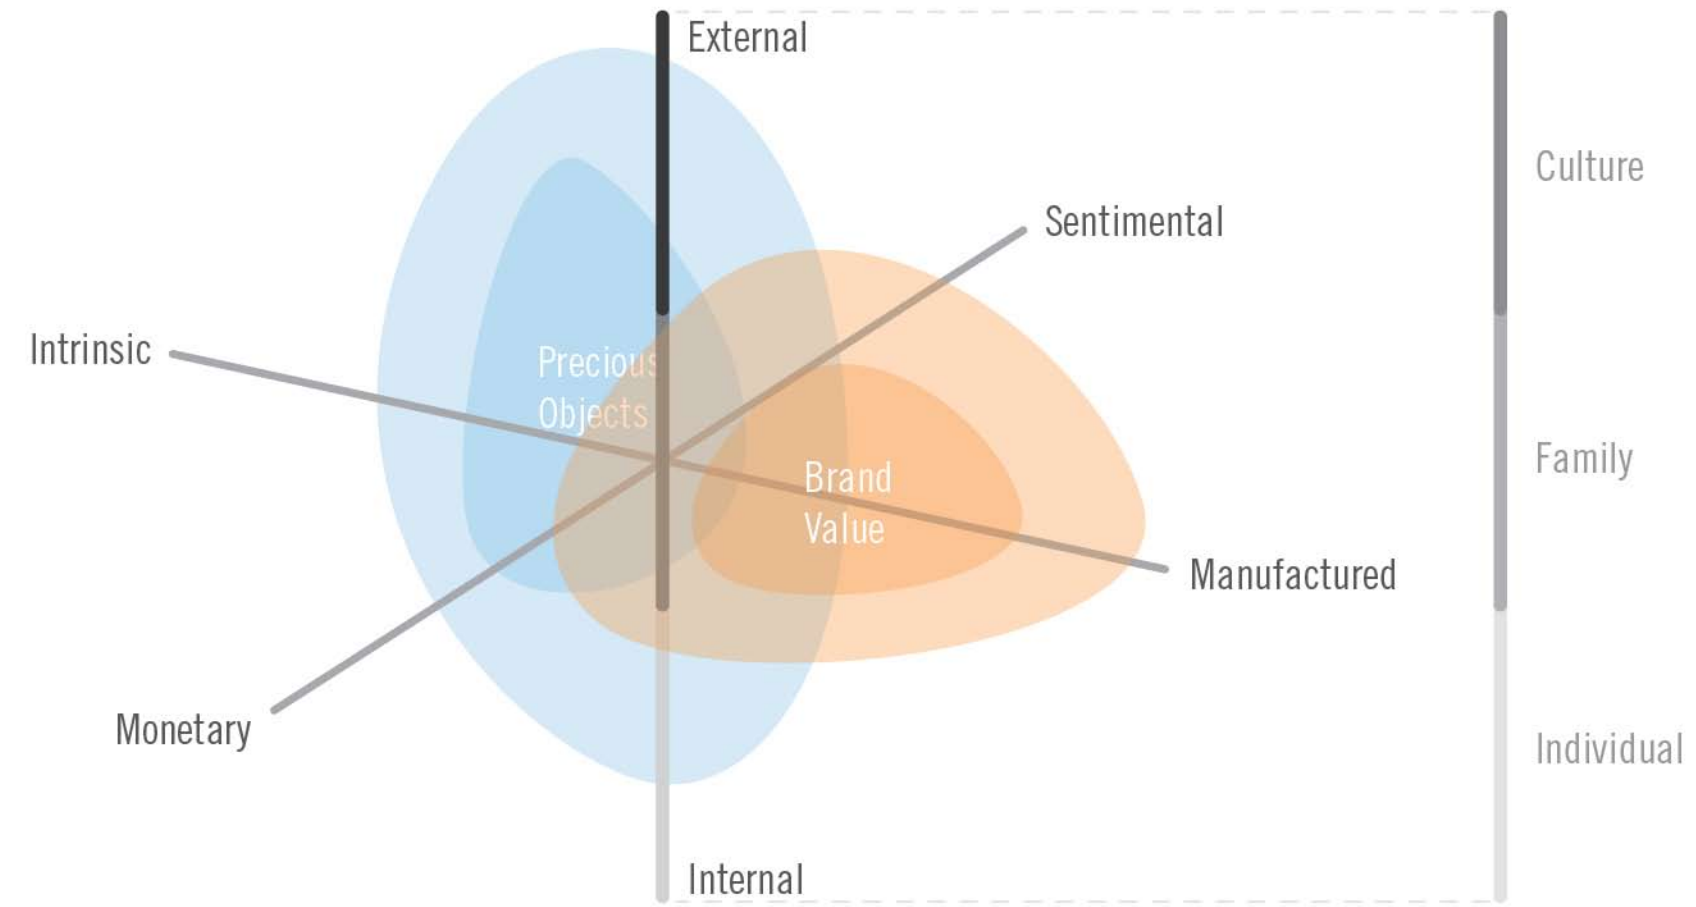 External
Culture
Sentimental
Intrinsic
Precious
Objects
Family
Brand
Value
Manufactured
Monetary
Individual
Internal